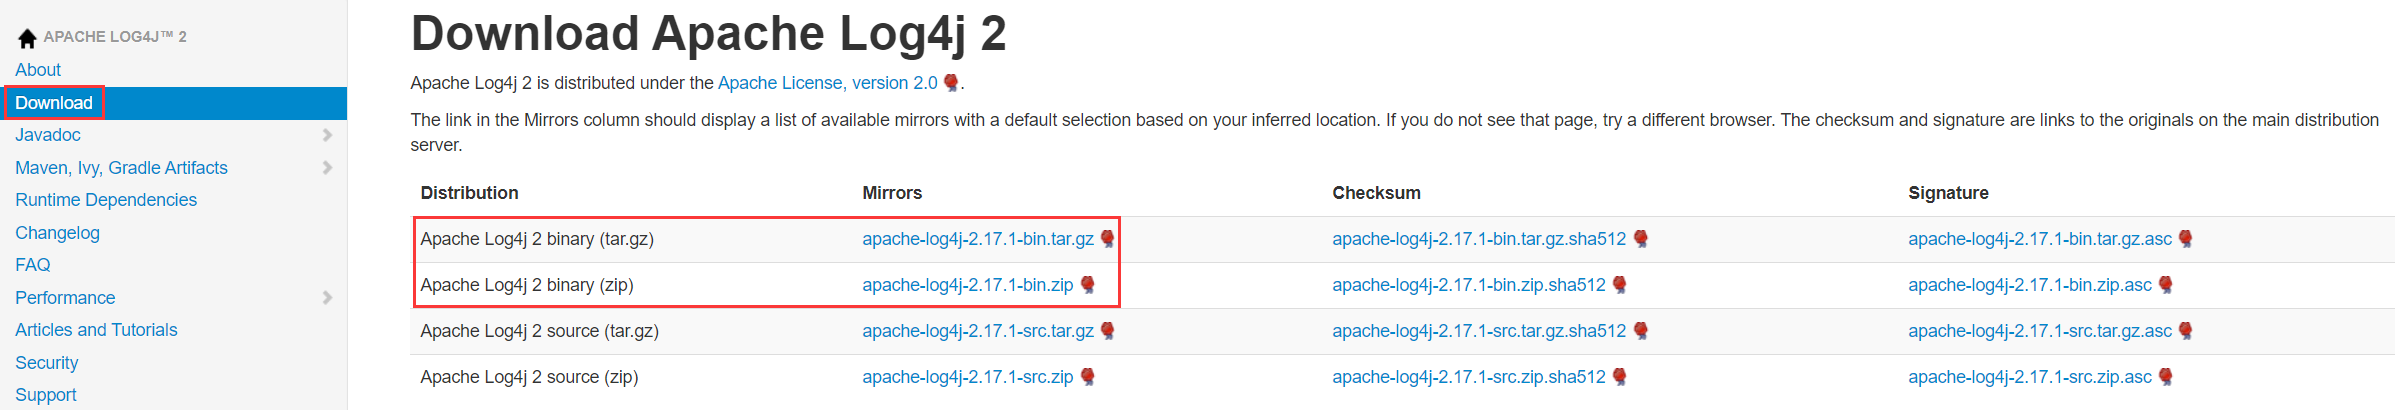 APACHE LOG4J™ 2
About
Download
Javadoc
Maven, Ivy, Gradle Artifacts
Runtime Dependencies
Changelog
FAQ
Performance
Articles and Tutorials
Security
Support
Download Apache Log4j 2
Apache Log4j 2 is distributed under the Apache License, version 2.0 .
The link in the Mirrors column should display a list of available mirrors with a default selection based on your inferred location. If you do not see that page, try a different browser. The checksum and signature are links to the originals on the main distribution
server.
Distribution Mirrors Checksum Signature
Apache Log4j 2 binary (tar.gz) apache-log4j-2.17.1-bin.tar.gz apache-log4j-2.17.1-bin.tar.gz.sha512 apache-log4j-2.17.1-bin.tar.gz.asc
Apache Log4j 2 binary (zip) apache-log4j-2.17.1-bin.zip apache-log4j-2.17.1-bin.zip.sha512 apache-log4j-2.17.1-bin.zip.asc
Apache Log4j 2 source (tar.gz) apache-log4j-2.17.1-src.tar.gz apache-log4j-2.17.1-src.tar.gz.sha512 apache-log4j-2.17.1-src.tar.gz.asc
Apache Log4j 2 source (zip) apache-log4j-2.17.1-src.zip apache-log4j-2.17.1-src.zip.sha512 apache-log4j-2.17.1-src.zip.asc